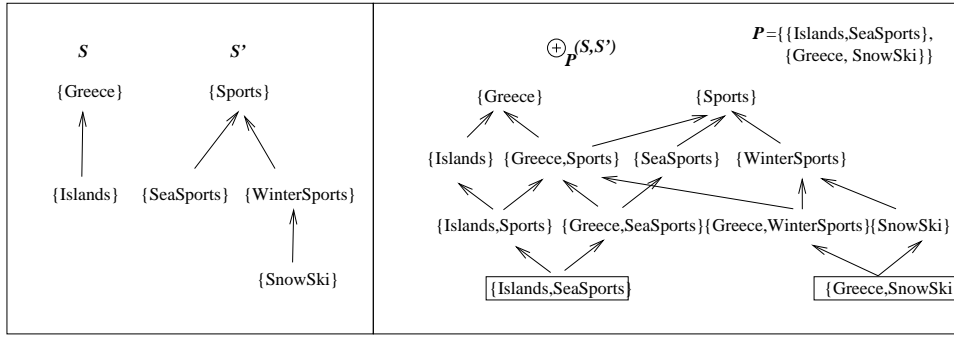 S S'
{Greece} {Sports}
{Islands} {SeaSports} {WinterSports}
{SnowSki}
⊕P(S,S') P={{Islands,SeaSports},
{Greece, SnowSki}}
{Greece} {Sports}
{Islands} {Greece,Sports} {SeaSports} {WinterSports}
{Islands,Sports} {Greece,SeaSports} {Greece,WinterSports} {SnowSki}
{Islands,SeaSports} {Greece,SnowSki